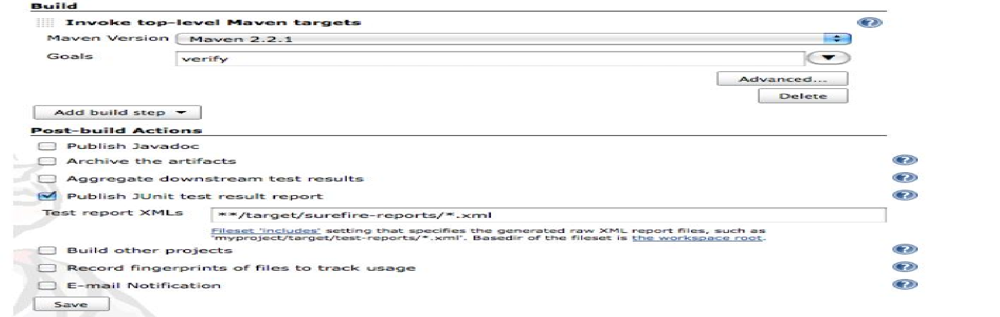 Build
Invoke top-level Maven targets
Maven Version Maven 2.2.1
Goals verify
Advanced...
Delete
Add build step
Post-build Actions
Publish Javadoc
Archive the artifacts
Aggregate downstream test results
Publish JUnit test result report
Test report XMLs **/target/surefire-reports/*.xml
Fileset 'includes' setting that specifies the generated raw XML report files, such as
'myproject/target/test-reports/*.xml'. Basedir of the fileset is the workspace root.
Build other projects
Record fingerprints of files to track usage
E-mail Notification
Save